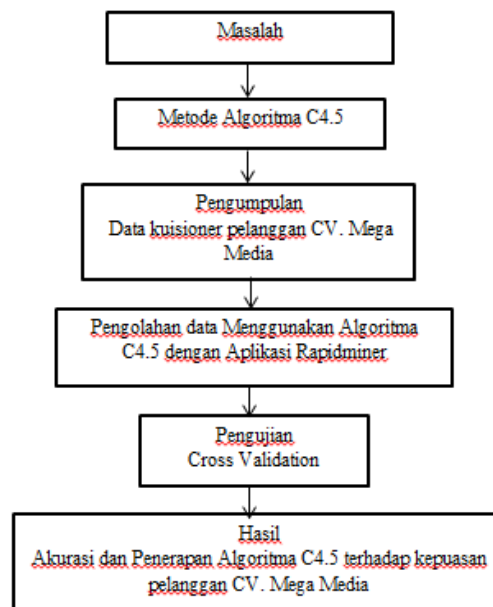 Masalah
Metode Algoritma C4.5
Pengumpulan
Data kuisioner pelanggan CV. Mega
Media
Pengolahan data Menggunakan Algoritma
C4.5 dengan Aplikasi Rapidminer
Pengujian
Cross Validation
Hasil
Akurasi dan Penerapan Algoritma C4.5 terhadap kepuasan
pelanggan CV. Mega Media